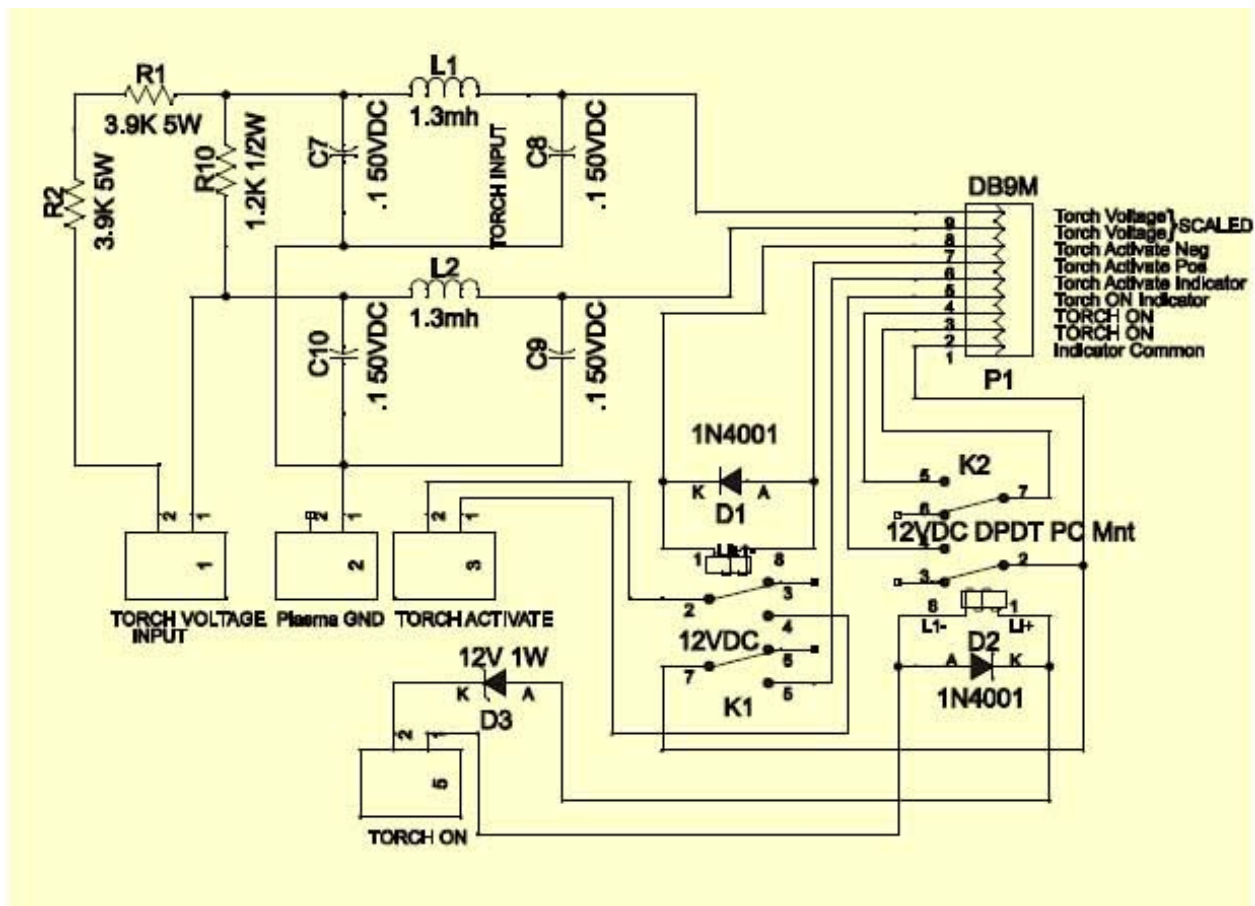 R1
3.9K 5W
R2
3.9K 5W
R10
1.2K 1/2W
C7
.1 50VDC
L1
1.3mh
TORCH INPUT
C8
.1 50VDC
L2
1.3mh
C10
.1 50VDC
C9
.1 50VDC
DB9M
9
8
7
6
5
4
3
2
1
Torch Voltage}
Torch Voltage} SCALED
Torch Activate Neg
Torch Activate Pos
Torch Activate Indicator
Torch ON Indicator
TORCH ON
TORCH ON
Indicator Common
P1
1N4001
K A
D1
1 8
2 3
4
12VDC
7 6
5
K1
5 K2
6 7
12VDC DPDT PC Mnt
4
3 2
8 1
L1- LI+
D2
A K
1N4001
2 1
1
TORCH VOLTAGE
INPUT
2 1
2
Plasma GND
2 1
3
TORCH ACTIVATE
12V 1W
K A
D3
2 1
5
TORCH ON